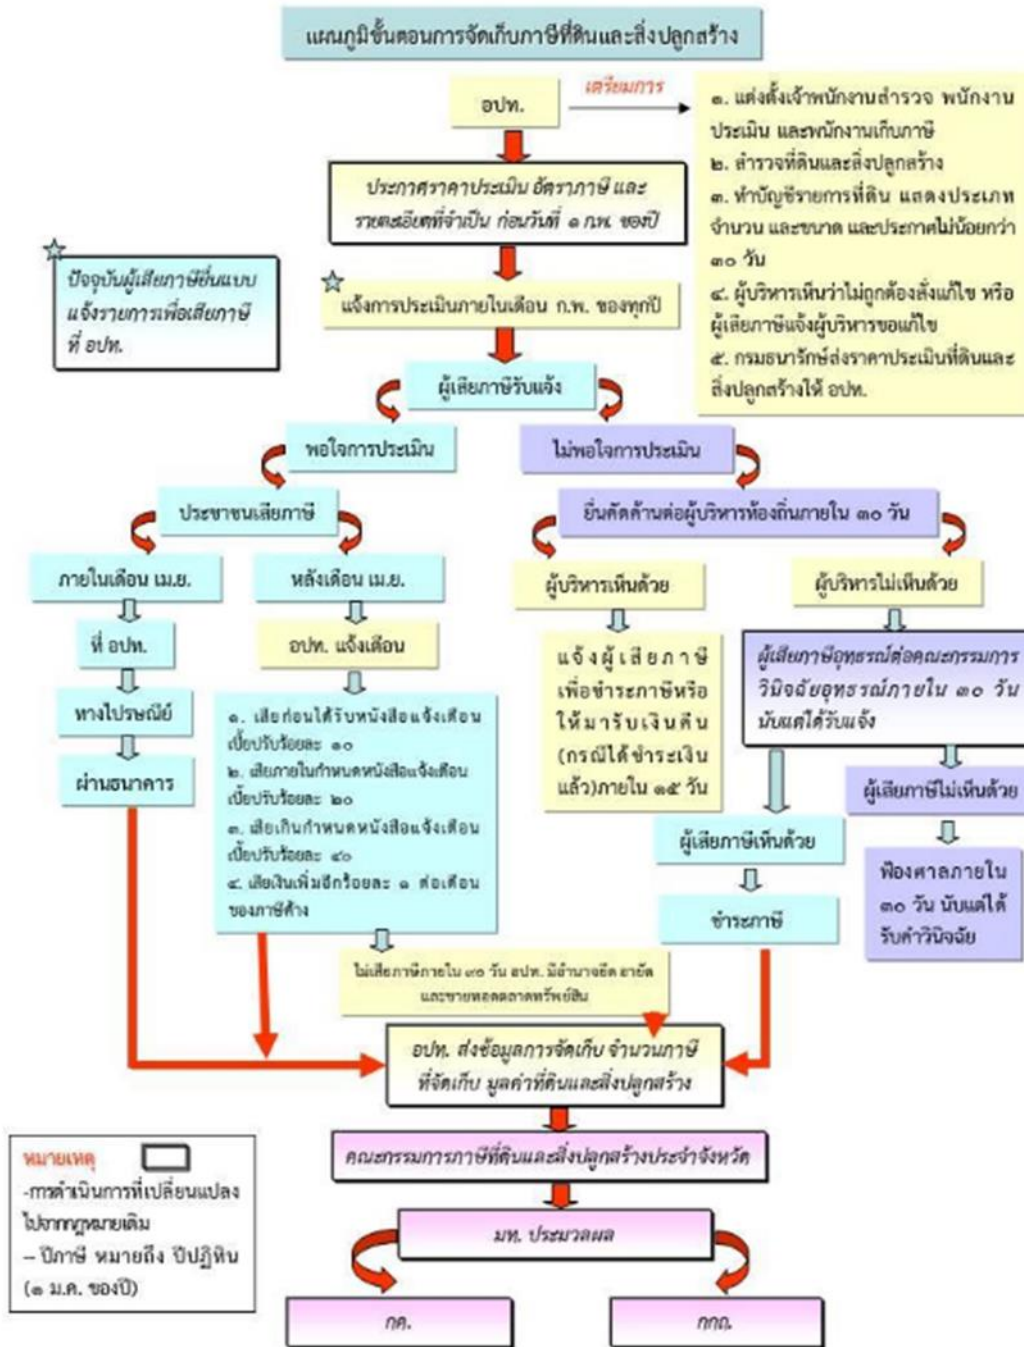 แผนภูมิขั้นตอนการจัดเก็บภาษีที่ดินและสิ่งปลูกสร้าง
อปท.
เตรียมการ
๑. แต่งตั้งเจ้าพนักงานสำรวจ พนักงาน
ประเมิน และพนักงานเก็บภาษี
๒. สำรวจที่ดินและสิ่งปลูกสร้าง
๓. ทำบัญชีรายการที่ดิน แสดงประเภท
จำนวน และขนาด และประกาศไม่น้อยกว่า
๓๐ วัน
๔. ผู้บริหารเห็นว่าไม่ถูกต้องสั่งแก้ไข หรือ
ผู้เสียภาษีแจ้งผู้บริหารขอแก้ไข
๕. กรมธนารักษ์ส่งราคาประเมินที่ดินและ
สิ่งปลูกสร้างให้ อปท.
ประกาศราคาประเมิน อัตราภาษี และ
รายละเอียดที่จำเป็น ก่อนวันที่ ๑ ก.พ. ของปี
ปัจจุบันผู้เสียภาษียื่นแบบ
แจ้งรายการเพื่อเสียภาษี
ที่ อปท.
แจ้งการประเมินภายในเดือน ก.พ. ของทุกปี
ผู้เสียภาษีรับแจ้ง
พอใจการประเมิน
ไม่พอใจการประเมิน
ประชาชนเสียภาษี
ยื่นคัดค้านต่อผู้บริหารท้องถิ่นภายใน ๓๐ วัน
ภายในเดือน เม.ย.
หลังเดือน เม.ย.
ผู้บริหารเห็นด้วย
ผู้บริหารไม่เห็นด้วย
ที่ อปท.
อปท. แจ้งเตือน
ทางไปรษณีย์
ผ่านธนาคาร
๑. เสียก่อนได้รับหนังสือแจ้งเตือน
เบี้ยปรับร้อยละ ๑๐
๒. เสียภายในกำหนดหนังสือแจ้งเตือน
เบี้ยปรับร้อยละ ๒๐
๓. เสียเกินกำหนดหนังสือแจ้งเตือน
เบี้ยปรับร้อยละ ๔๐
๔. เสียเงินเพิ่มอีกร้อยละ ๑ ต่อเดือน
ของภาษีค้าง
แจ้งผู้เสียภาษี
เพื่อชำระภาษีหรือ
ให้มารับเงินคืน
(กรณีได้ชำระเงิน
แล้ว)ภายใน ๑๕ วัน
ผู้เสียภาษีอุทธรณ์ต่อคณะกรรมการ
วินิจฉัยอุทธรณ์ภายใน ๓๐ วัน
นับแต่ได้รับแจ้ง
ผู้เสียภาษีไม่เห็นด้วย
ผู้เสียภาษีเห็นด้วย
ฟ้องศาลภายใน
๓๐ วัน นับแต่ได้
รับคำวินิจฉัย
ชำระภาษี
ไม่เสียภาษีภายใน ๙๐ วัน อปท. มีอำนาจยึด อายัด
และขายทอดตลาดทรัพย์สิน
อปท. ส่งข้อมูลการจัดเก็บ จำนวนภาษี
ที่จัดเก็บ มูลค่าที่ดินและสิ่งปลูกสร้าง
คณะกรรมการภาษีที่ดินและสิ่งปลูกสร้างประจำจังหวัด
หมายเหตุ
-การดำเนินการที่เปลี่ยนแปลง
ไปจากกฎหมายเดิม
– ปีภาษี หมายถึง ปีปฏิทิน
(๑ ม.ค. ของปี)
มท. ประมวลผล
กค.
กกถ.